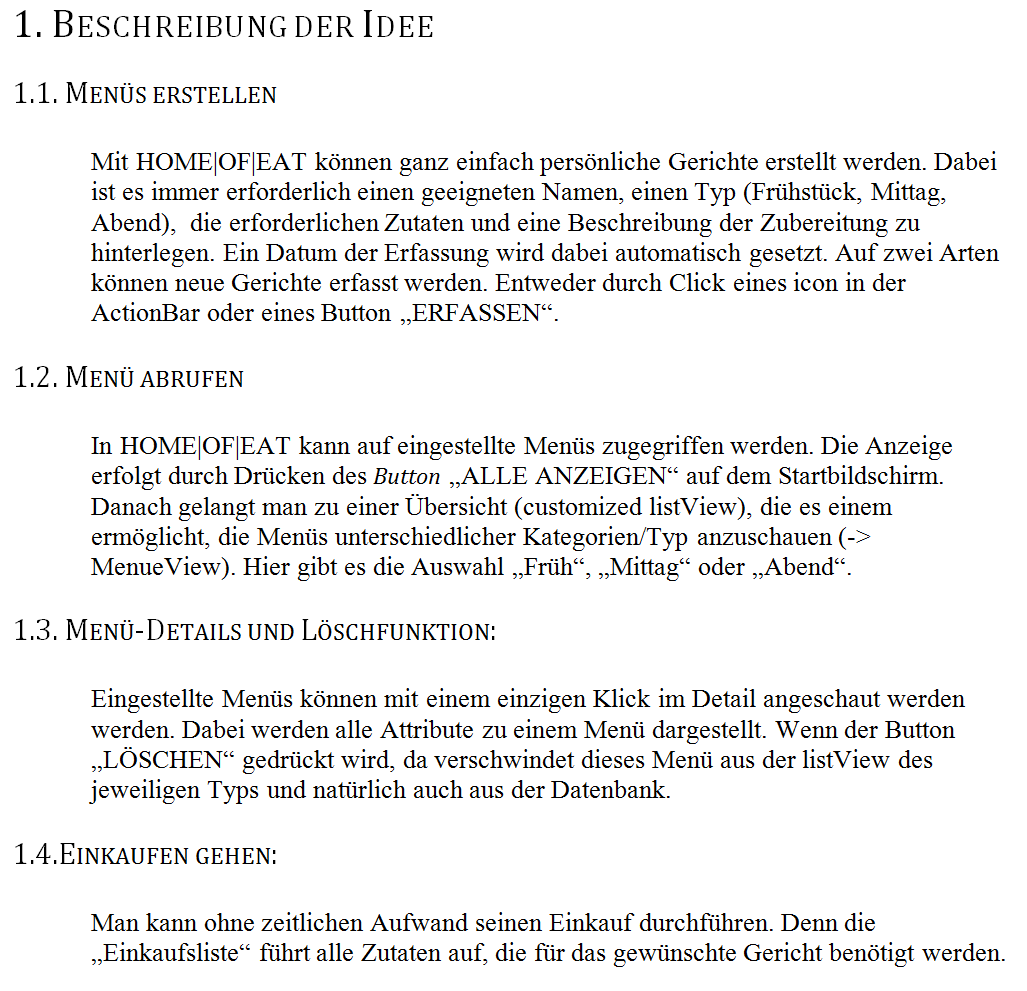 1. BESCHREIBUNG DER IDEE
1.1. MENÜS ERSTELLEN
Mit HOME|OF|EAT können ganz einfach persönliche Gerichte erstellt werden. Dabei
ist es immer erforderlich einen geeigneten Namen, einen Typ (Frühstück, Mittag,
Abend),  die erforderlichen Zutaten und eine Beschreibung der Zubereitung zu
hinterlegen. Ein Datum der Erfassung wird dabei automatisch gesetzt. Auf zwei Arten
können neue Gerichte erfasst werden. Entweder durch Click eines icon in der
ActionBar oder eines Button „ERFASSEN“.
1.2. MENÜ ABRUFEN
In HOME|OF|EAT kann auf eingestellte Menüs zugegriffen werden. Die Anzeige
erfolgt durch Drücken des Button „ALLE ANZEIGEN“ auf dem Startbildschirm.
Danach gelangt man zu einer Übersicht (customized listView), die es einem
ermöglicht, die Menüs unterschiedlicher Kategorien/Typ anzuschauen (->
MenueView). Hier gibt es die Auswahl „Früh“, „Mittag“ oder „Abend“.
1.3. MENÜ-DETAILS UND LÖSCHFUNKTION:
Eingestellte Menüs können mit einem einzigen Klick im Detail angeschaut werden
werden. Dabei werden alle Attribute zu einem Menü dargestellt. Wenn der Button
„LÖSCHEN“ gedrückt wird, da verschwindet dieses Menü aus der listView des
jeweiligen Typs und natürlich auch aus der Datenbank.
1.4.EINKAUFEN GEHEN:
Man kann ohne zeitlichen Aufwand seinen Einkauf durchführen. Denn die
„Einkaufsliste“ führt alle Zutaten auf, die für das gewünschte Gericht benötigt werden.